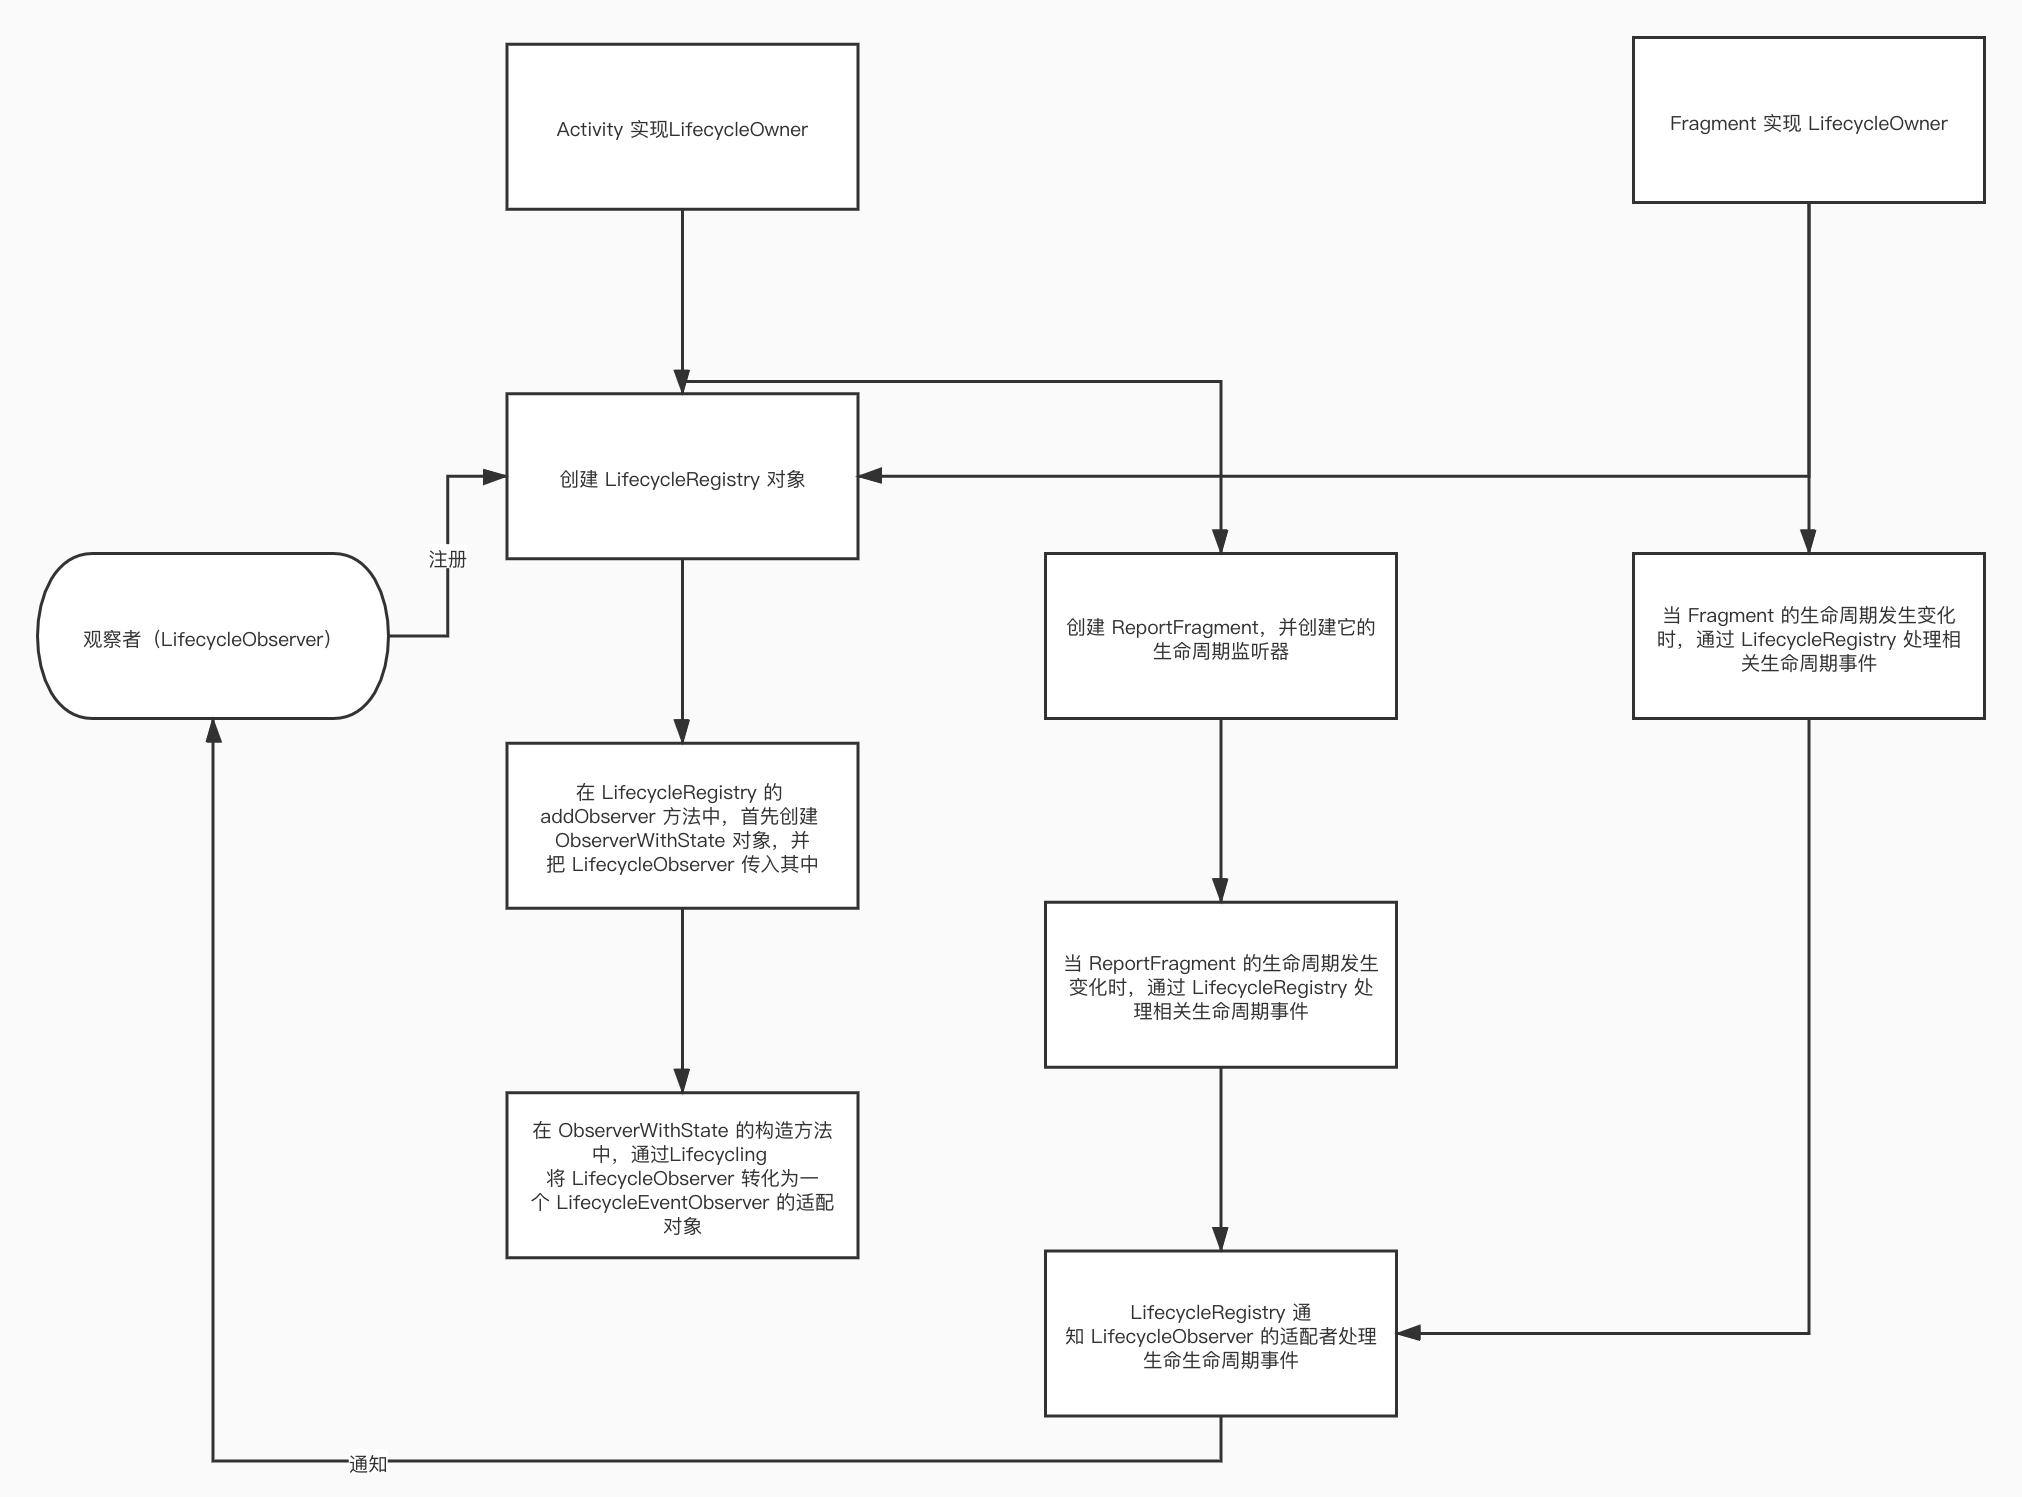 Activity 实现LifecycleOwner
Fragment 实现 LifecycleOwner
创建 LifecycleRegistry 对象
注册
观察者（LifecycleObserver）
创建 ReportFragment，并创建它的
生命周期监听器
当 Fragment 的生命周期发生变化
时，通过 LifecycleRegistry 处理相
关生命周期事件
在 LifecycleRegistry 的
addObserver 方法中，首先创建
ObserverWithState 对象，并
把 LifecycleObserver 传入其中
当 ReportFragment 的生命周期发生
变化时，通过 LifecycleRegistry 处
理相关生命周期事件
在 ObserverWithState 的构造方法
中，通过Lifecycling
将 LifecycleObserver 转化为一
个 LifecycleEventObserver 的适配
对象
LifecycleRegistry 通
知 LifecycleObserver 的适配者处理
生命生命周期事件
通知